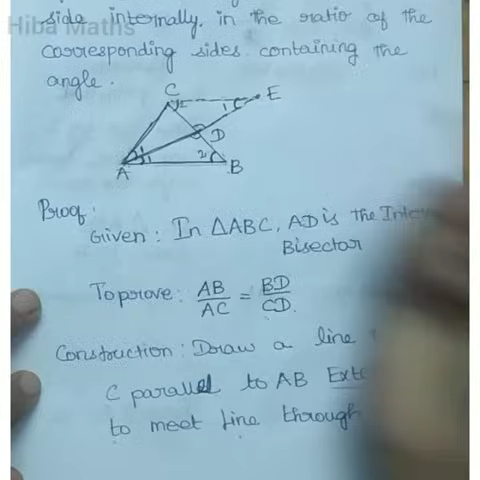 side internally. in the ratio of the
Hiba Maths
corresponding sides containing the
angle.
C
E
D
A
B
1
2
Proof:
Given: In △ABC, AD is the
Bisector
To prove: AB/AC = BD/CD.
Construction: Draw a line
C parallel to AB
to meet line through